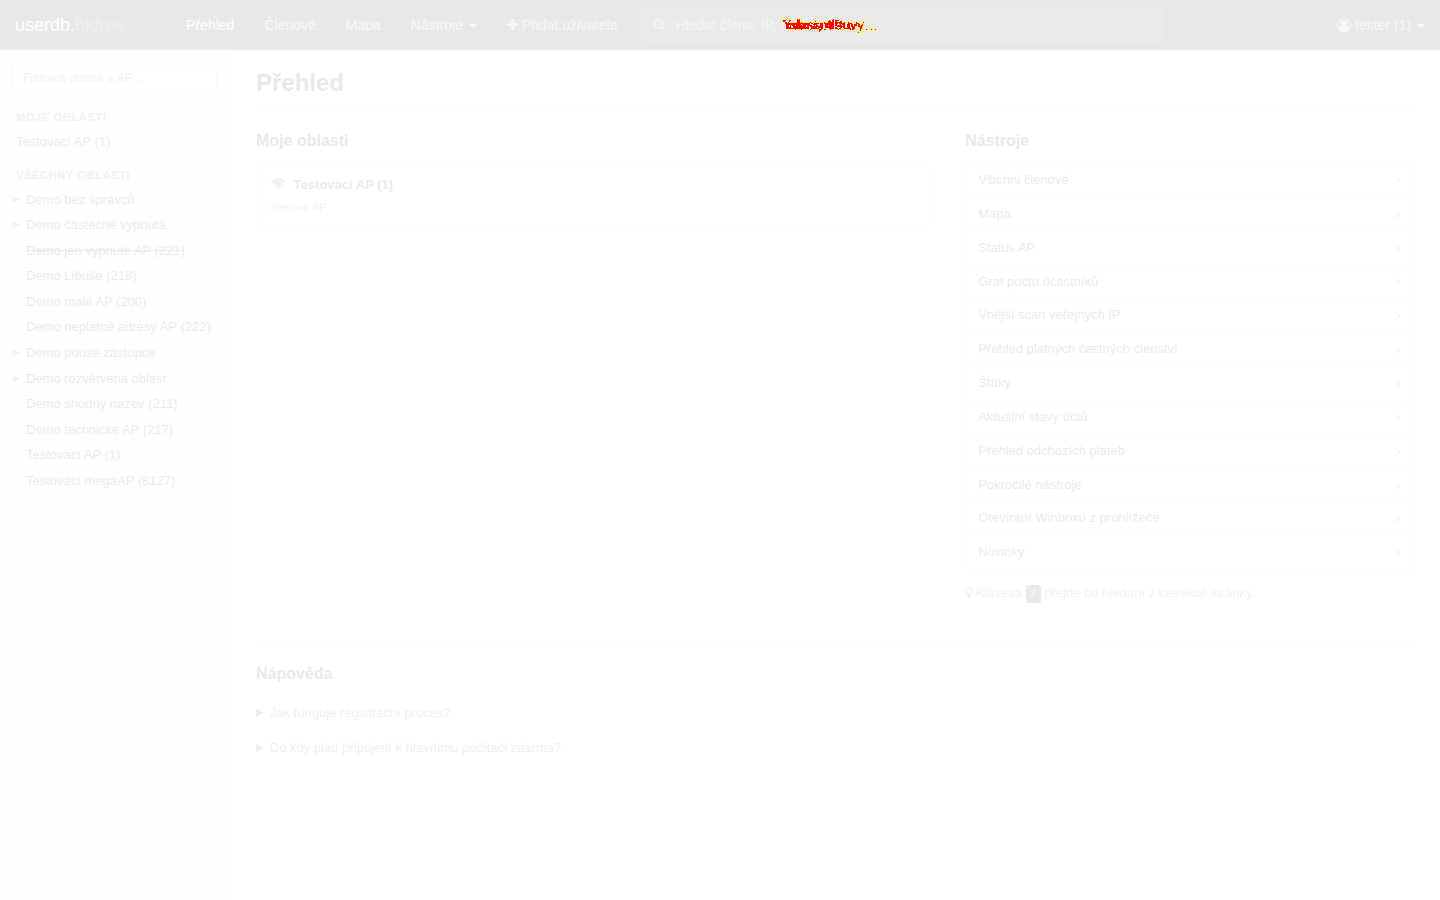 userdb.hktree.org
Přehled
Členové
Mapa
Nástroje
Přidat uživatele
Hledat člena, IP,
tester (1)
Filtrovat oblasti a AP...
MOJE OBLASTI
Testovací AP (1)
VŠECHNY OBLASTI
Demo bez správců
Demo částečně vypnutá
Demo jen vypnuté AP (221)
Demo Libuše (218)
Demo malé AP (200)
Demo neplatné adresy AP (222)
Demo pouze zástupce
Demo rozvětvená oblast
Demo shodný název (211)
Demo technické AP (217)
Testovací AP (1)
Testovací megaAP (8127)
Přehled
Moje oblasti
Testovací AP (1)
Denové AP
Nástroje
Všichni členové
Mapa
Status AP
Graf počtu účastníků
Vnější scan veřejných IP
Přehled platných čestných členství
Štítky
Aktuální stavy účtů
Přehled odchozích plateb
Pokročilé nástroje
Otevírání Winboxu z prohlížeče
Novinky
Klávesa / přejde do hledání z kterékoli stránky.
Nápověda
Jak funguje registrační proces?
Do kdy platí připojení k hlavnímu počítači zdarma?